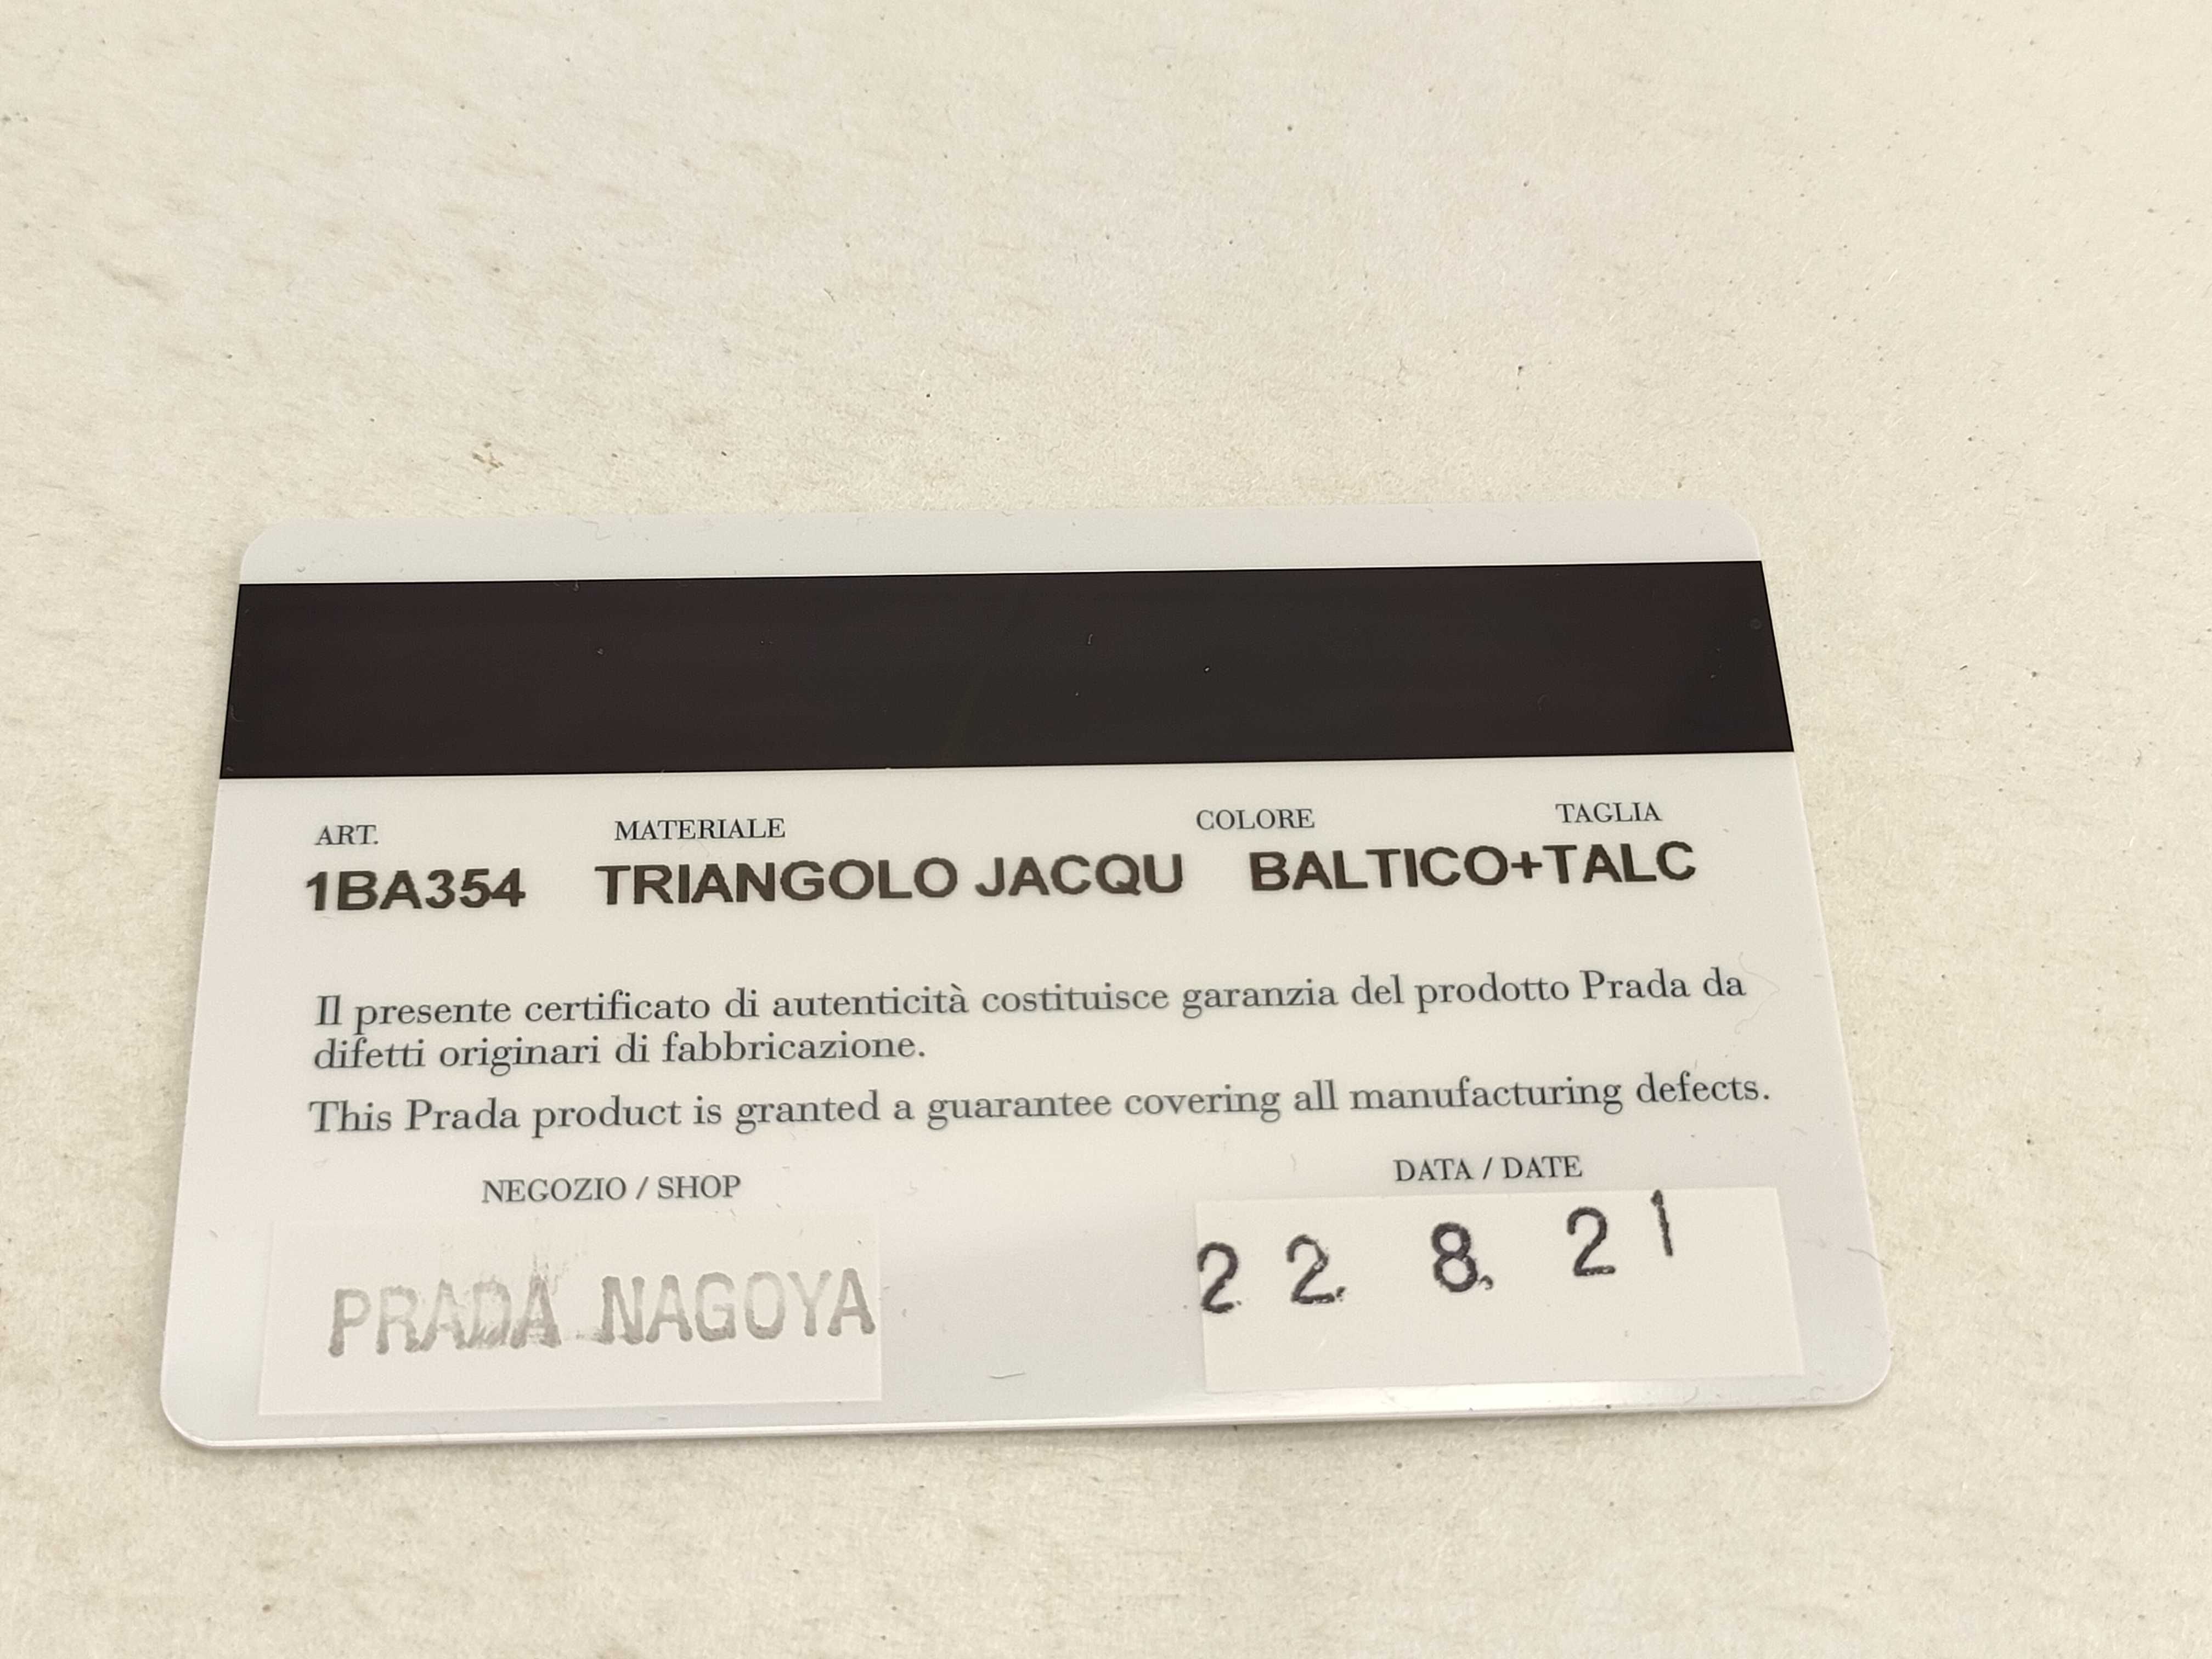 ART. MATERIALE COLORE TAGLIA
1BA354 TRIANGOLO JACQU BALTICO+TALC
Il presente certificato di autenticità costituisce garanzia del prodotto Prada da
difetti originari di fabbricazione.
This Prada product is granted a guarantee covering all manufacturing defects.
NEGOZIO / SHOP DATA / DATE
PRADA NAGOYA 22. 8. 21